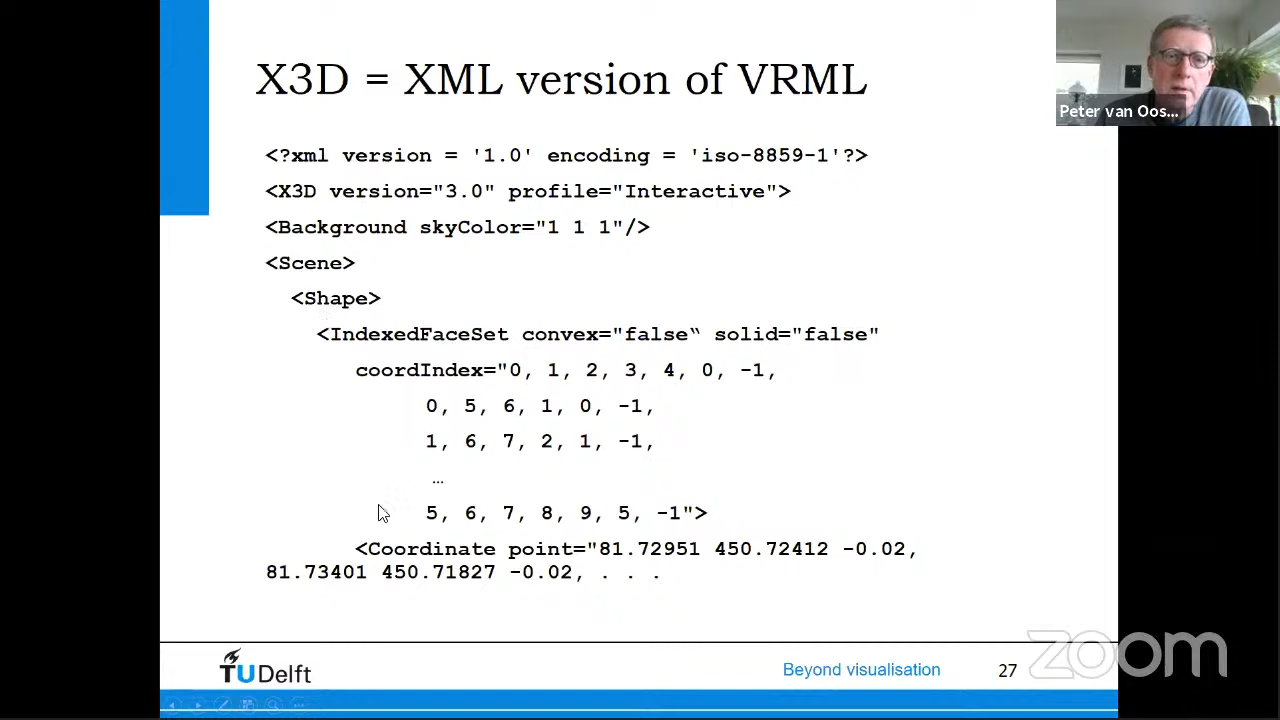 X3D = XML version of VRML
Peter van Oos...
<?xml version = '1.0' encoding = 'iso-8859-1'?>
<X3D version="3.0" profile="Interactive">
<Background skyColor="1 1 1"/>
<Scene>
<Shape>
<IndexedFaceSet convex="false“ solid="false"
coordIndex="0, 1, 2, 3, 4, 0, -1,
0, 5, 6, 1, 0, -1,
1, 6, 7, 2, 1, -1,
…
5, 6, 7, 8, 9, 5, -1">
<Coordinate point="81.72951 450.72412 -0.02,
81.73401 450.71827 -0.02, . . .
TUDelft
Beyond visualisation
27
zoom